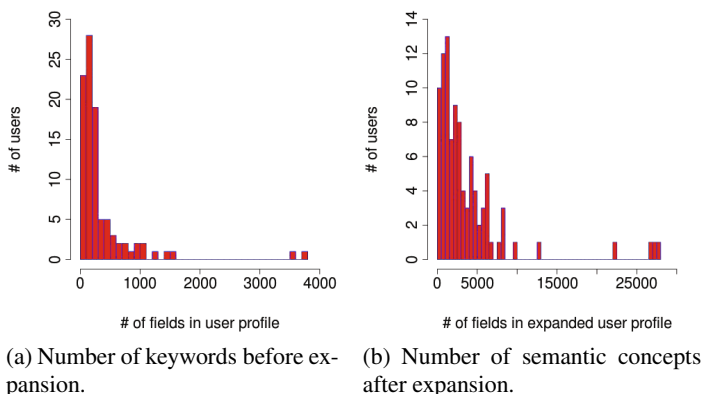 # of users
0 5 10 15 20 25 30
0 1000 2000 3000 4000
# of fields in user profile
(a) Number of keywords before ex-
pansion.
# of users
0 2 4 6 8 10 12 14
0 5000 15000 25000
# of fields in expanded user profile
(b) Number of semantic concepts
after expansion.